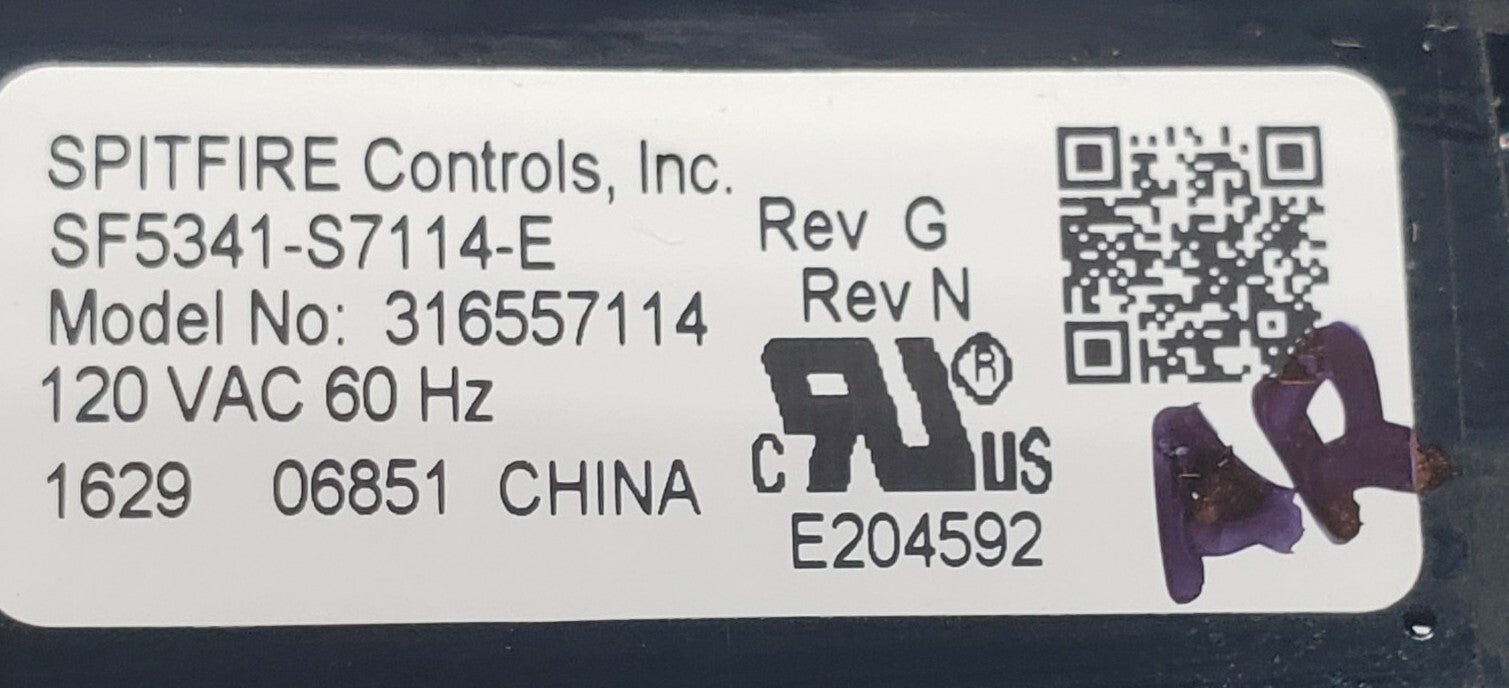 SPITFIRE Controls, Inc.
SF5341-S7114-E
Rev G
Model No: 316557114
Rev N
120 VAC 60 Hz
1629 06851 CHINA
C RU® US
E204592